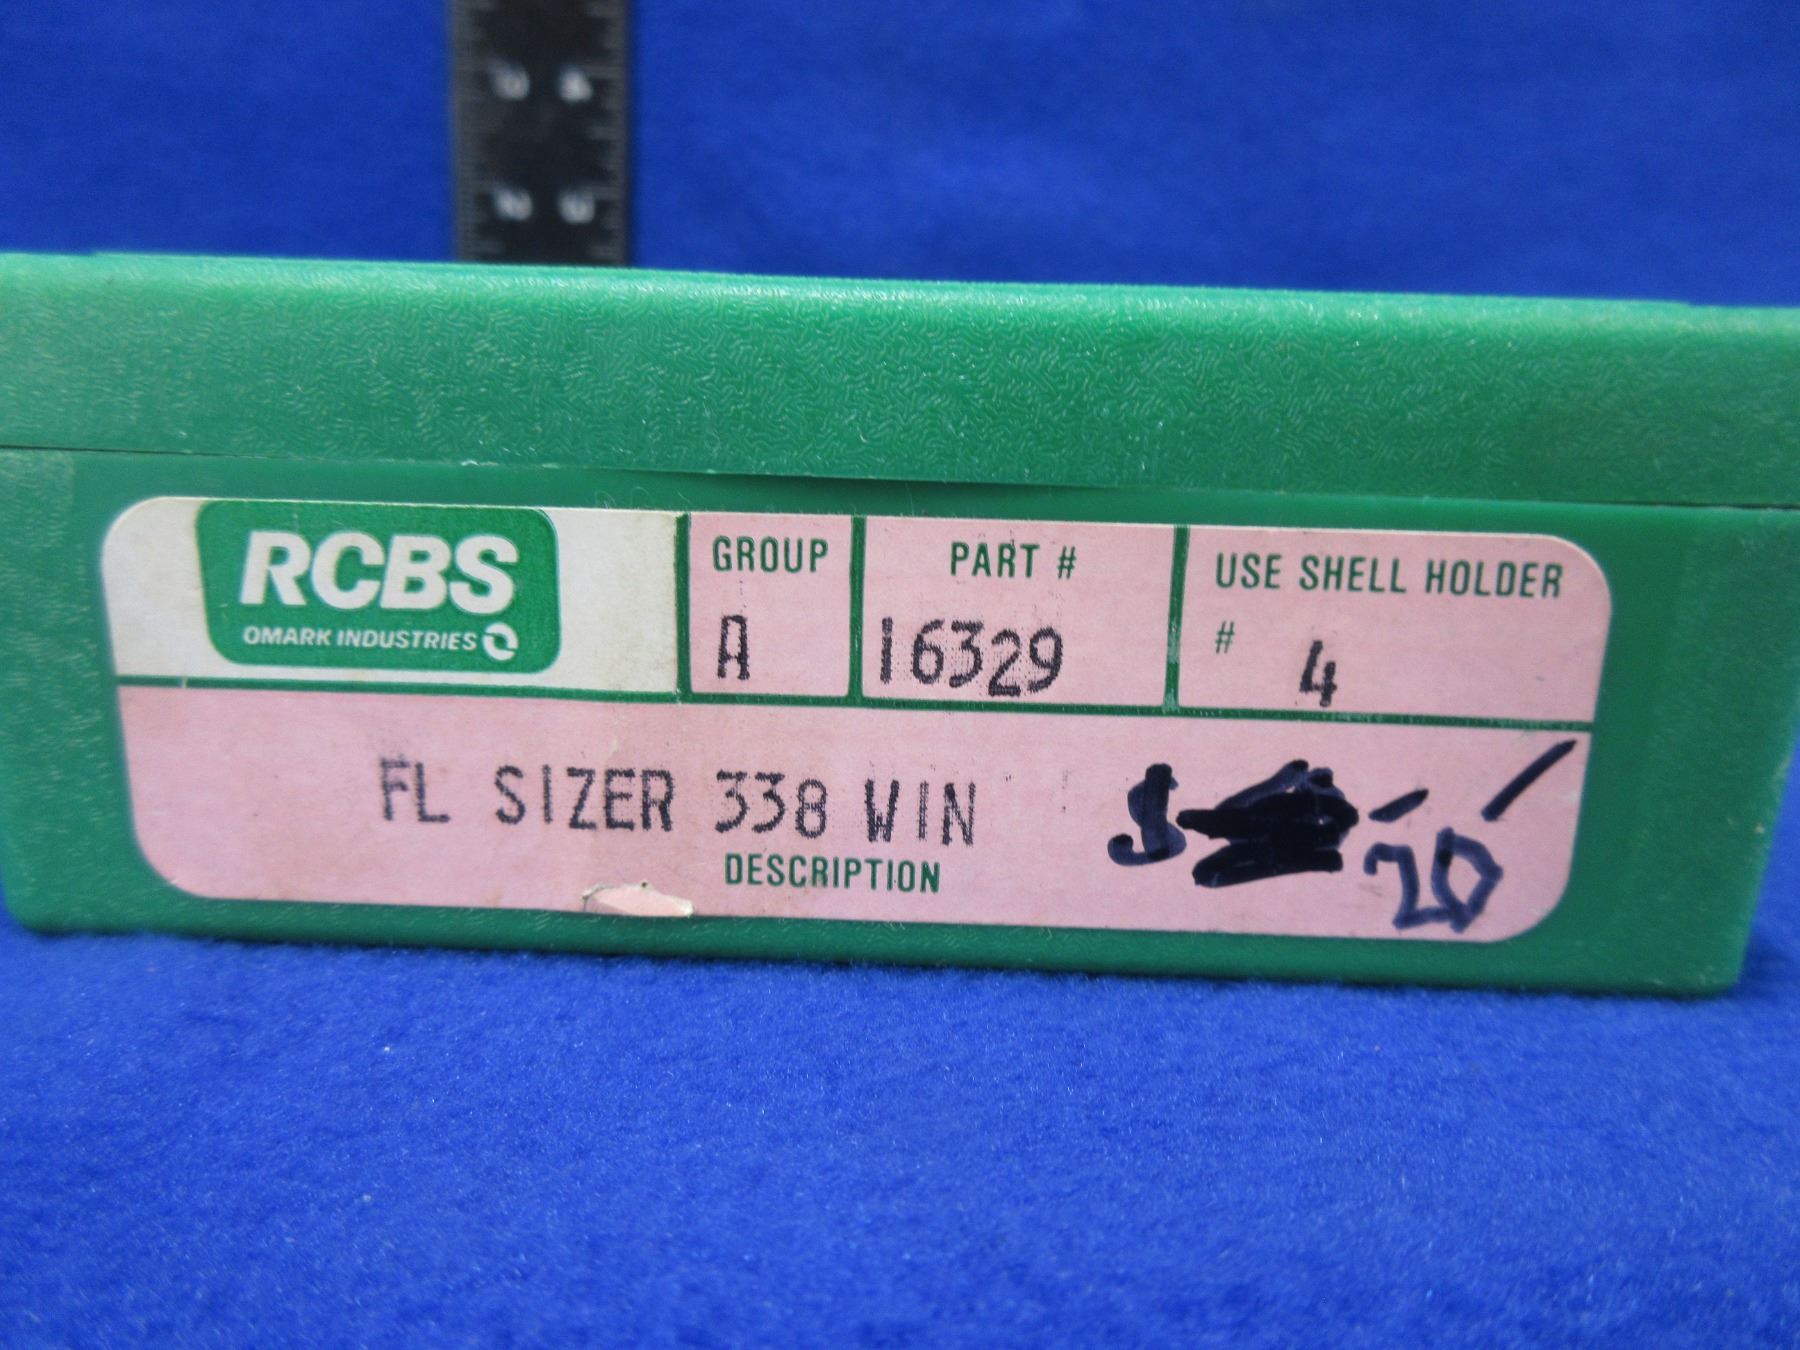 RCBS
OMARK INDUSTRIES
GROUP
A
PART #
16329
USE SHELL HOLDER
# 4
FL SIZER 338 WIN
DESCRIPTION
20